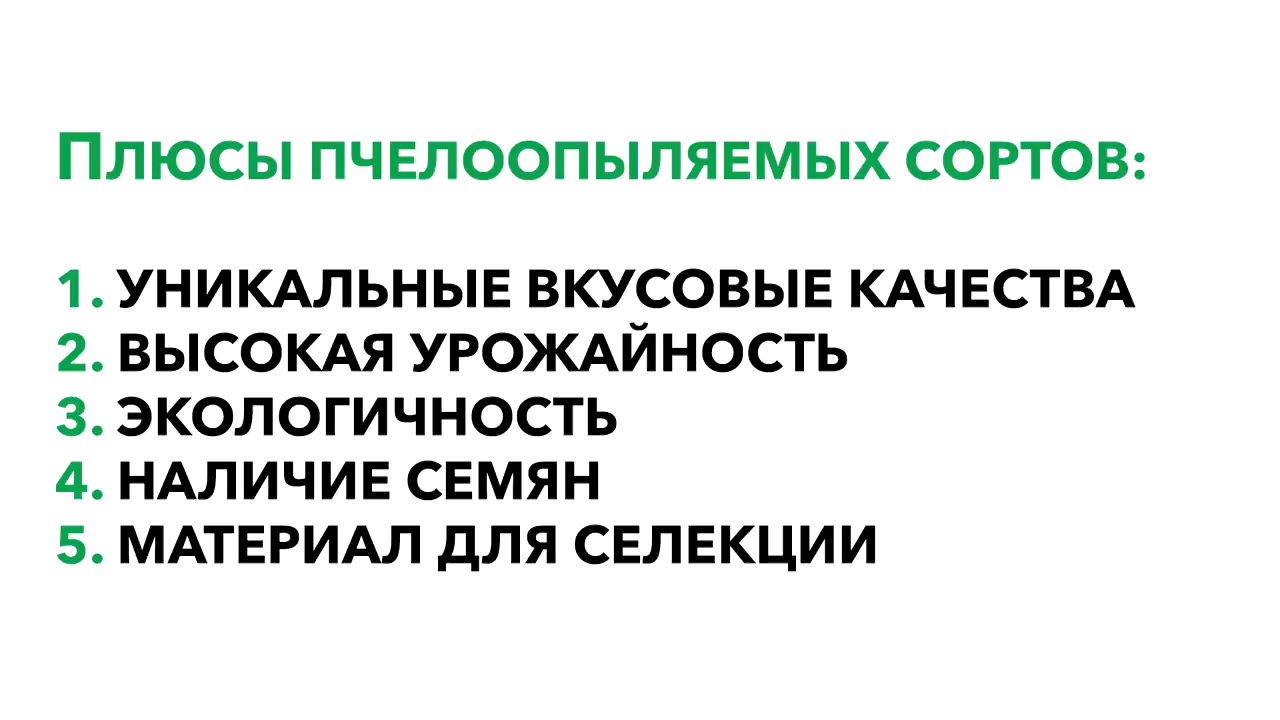 Плюсы пчелоопыляемых сортов:
1. УНИКАЛЬНЫЕ ВКУСОВЫЕ КАЧЕСТВА
2. ВЫСОКАЯ УРОЖАЙНОСТЬ
3. ЭКОЛОГИЧНОСТЬ
4. НАЛИЧИЕ СЕМЯН
5. МАТЕРИАЛ ДЛЯ СЕЛЕКЦИИ